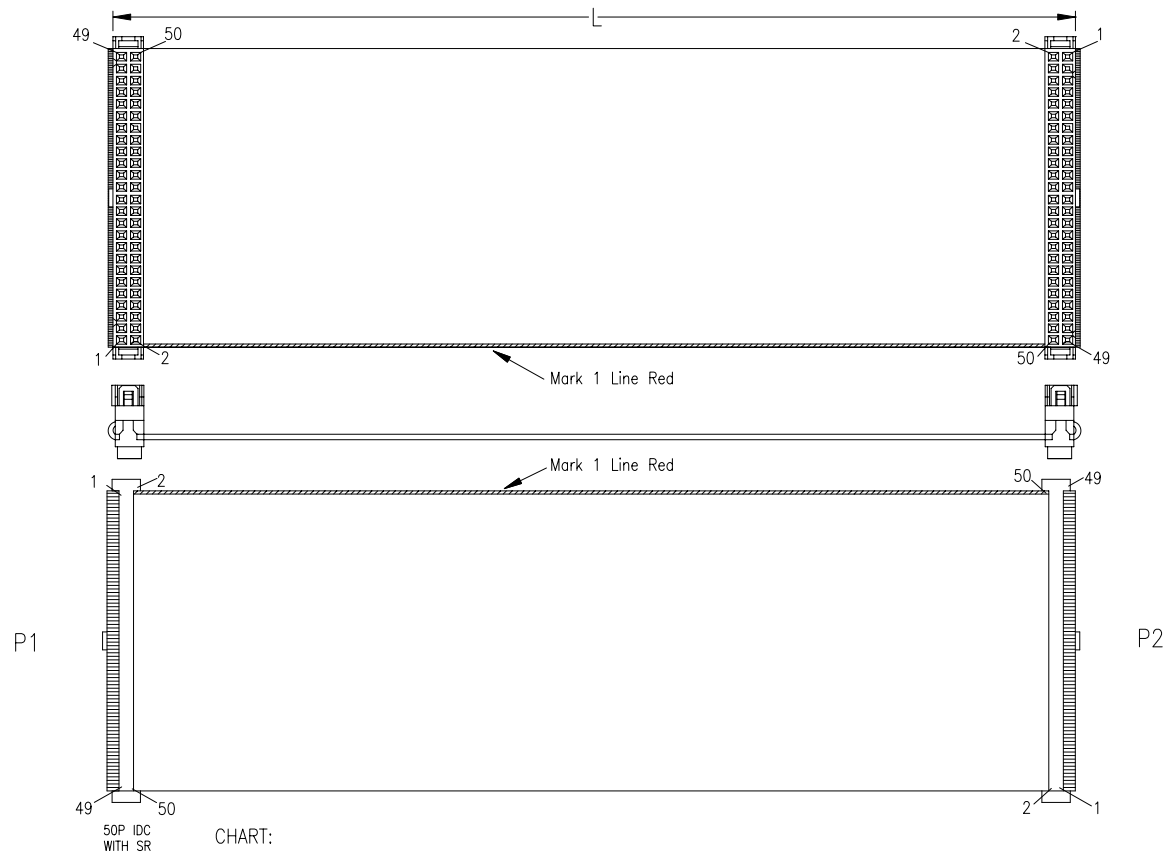 L
49 50 2 1
1 2 50 49
Mark 1 Line Red
Mark 1 Line Red
1 2 50 49
P1 P2
49 50 2 1
50P IDC
WITH SR
CHART: